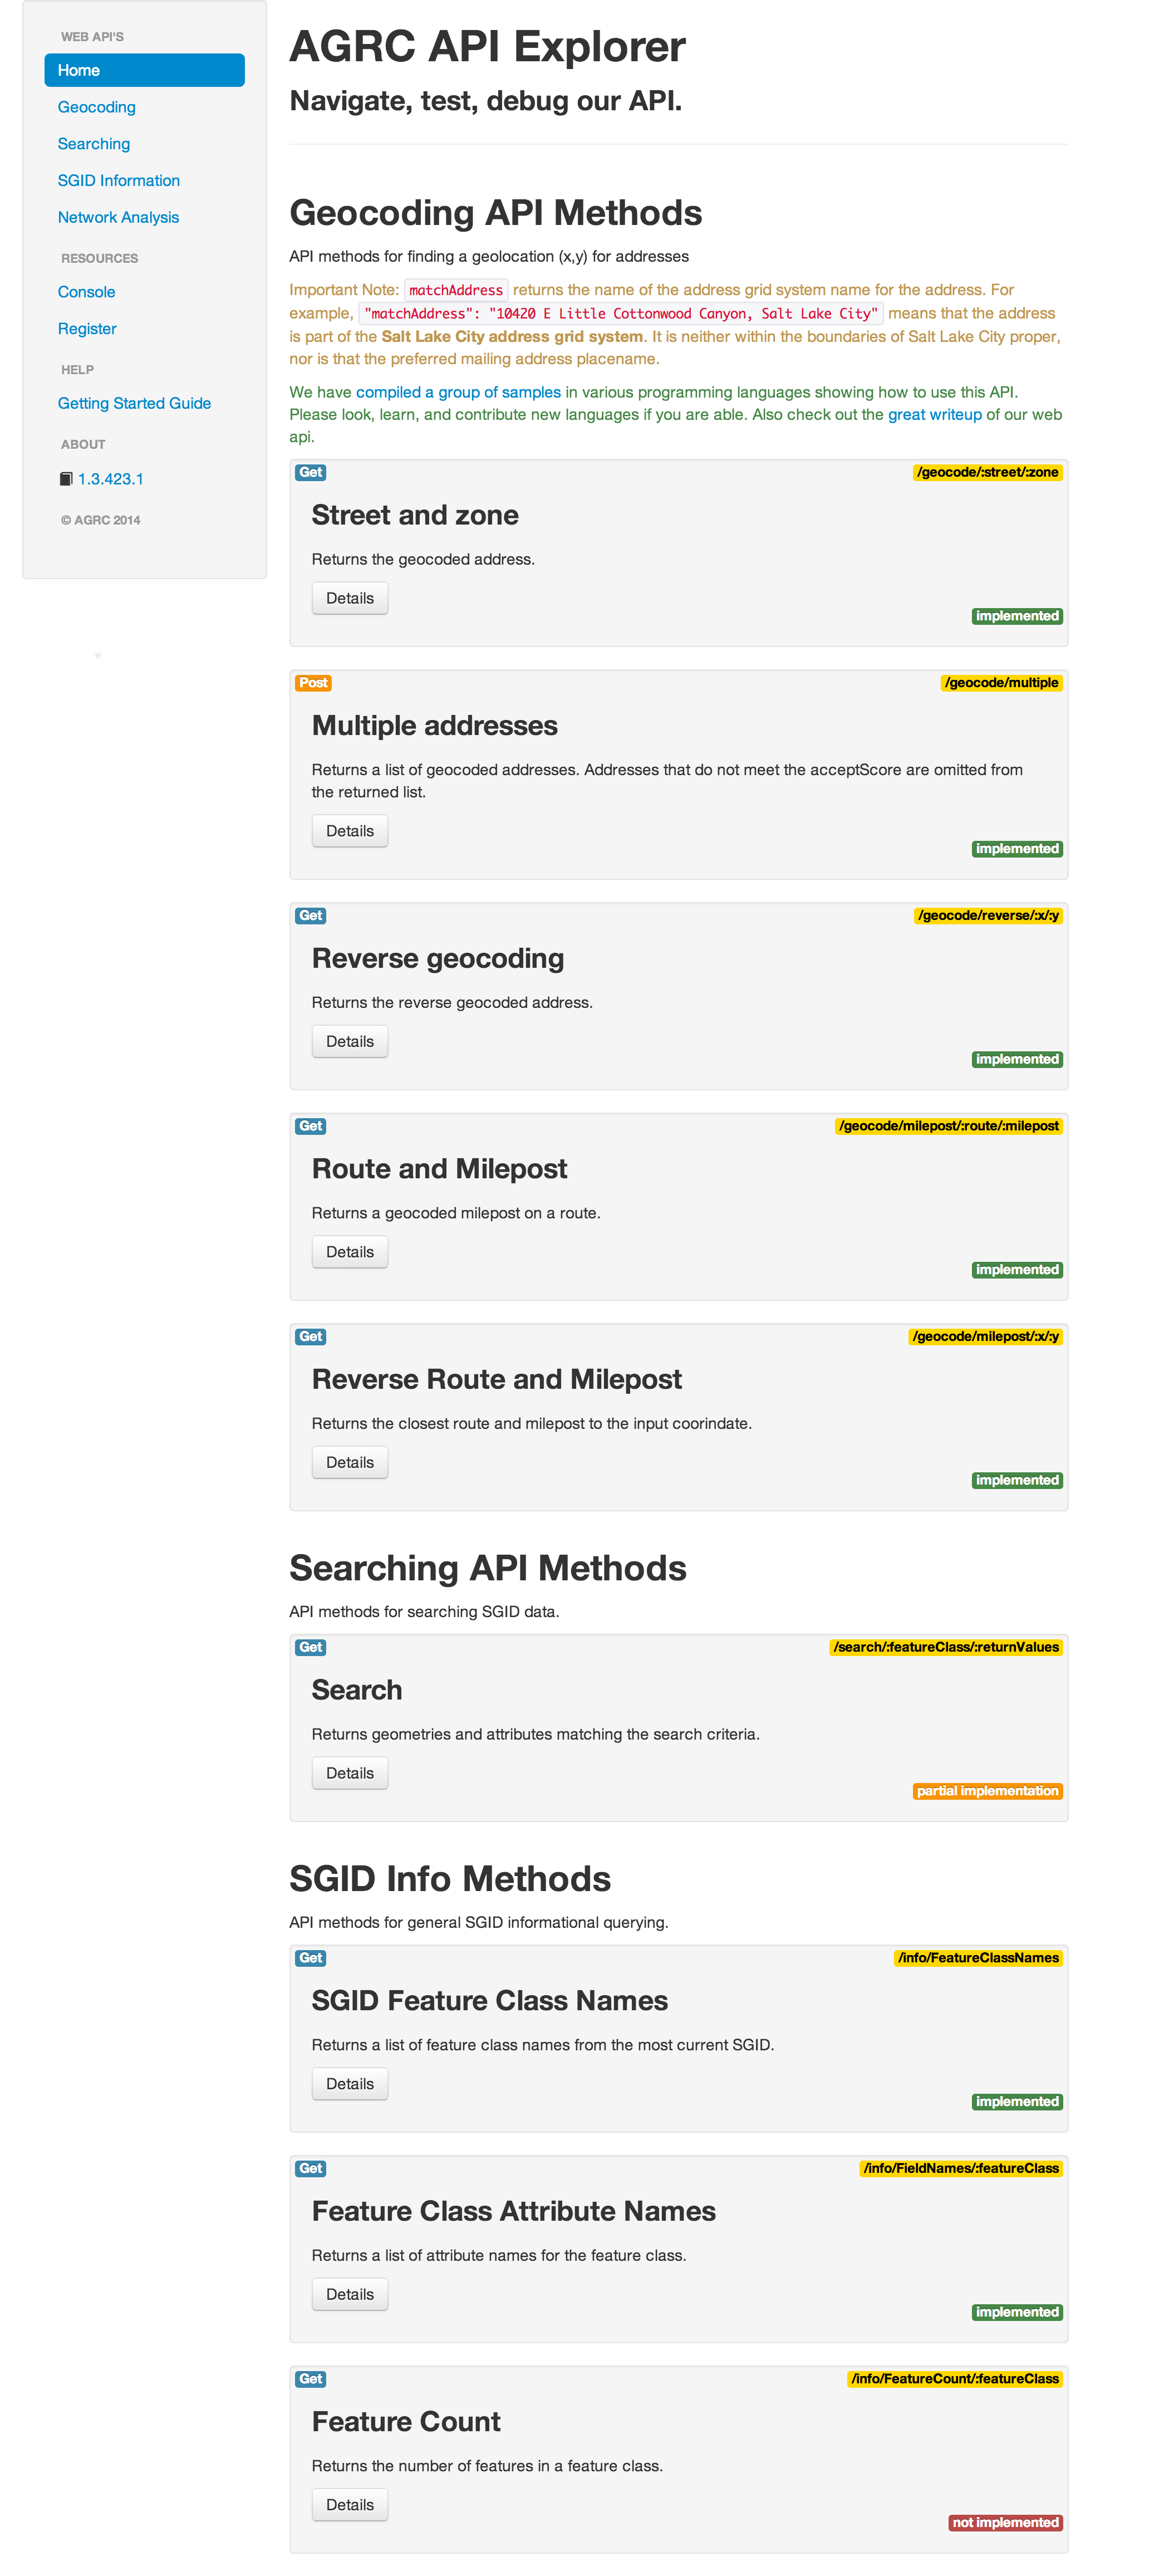 WEB API'S
Home
Geocoding
Searching
SGID Information
Network Analysis
RESOURCES
Console
Register
HELP
Getting Started Guide
ABOUT
1.3.423.1
© AGRC 2014
AGRC API Explorer
Navigate, test, debug our API.
Geocoding API Methods
API methods for finding a geolocation (x,y) for addresses
Important Note: matchAddress returns the name of the address grid system name for the address. For
example, "matchAddress": "10420 E Little Cottonwood Canyon, Salt Lake City" means that the address
is part of the Salt Lake City address grid system. It is neither within the boundaries of Salt Lake City proper,
nor is that the preferred mailing address placename.
We have compiled a group of samples in various programming languages showing how to use this API.
Please look, learn, and contribute new languages if you are able. Also check out the great writeup of our web
api.
Get /geocode/:street/:zone
Street and zone
Returns the geocoded address.
Details
implemented
Post /geocode/multiple
Multiple addresses
Returns a list of geocoded addresses. Addresses that do not meet the acceptScore are omitted from
the returned list.
Details
implemented
Get /geocode/reverse/:x/:y
Reverse geocoding
Returns the reverse geocoded address.
Details
implemented
Get /geocode/milepost/:route/:milepost
Route and Milepost
Returns a geocoded milepost on a route.
Details
implemented
Get /geocode/milepost/:x/:y
Reverse Route and Milepost
Returns the closest route and milepost to the input coorindate.
Details
implemented
Searching API Methods
API methods for searching SGID data.
Get /search/:featureClass/:returnValues
Search
Returns geometries and attributes matching the search criteria.
Details
partial implementation
SGID Info Methods
API methods for general SGID informational querying.
Get /info/FeatureClassNames
SGID Feature Class Names
Returns a list of feature class names from the most current SGID.
Details
implemented
Get /info/FieldNames/:featureClass
Feature Class Attribute Names
Returns a list of attribute names for the feature class.
Details
implemented
Get /info/FeatureCount/:featureClass
Feature Count
Returns the number of features in a feature class.
Details
not implemented